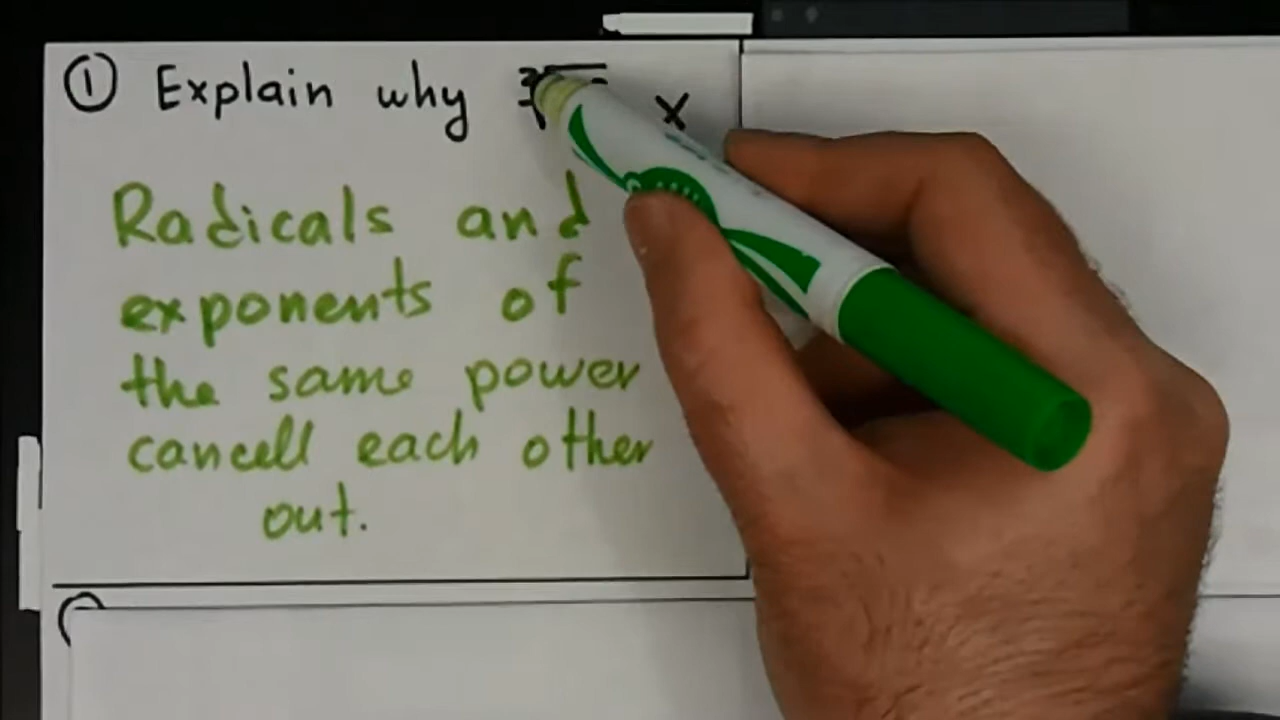 ① Explain why ∛ x
Radicals and
exponents of
the same power
cancell each other
out.